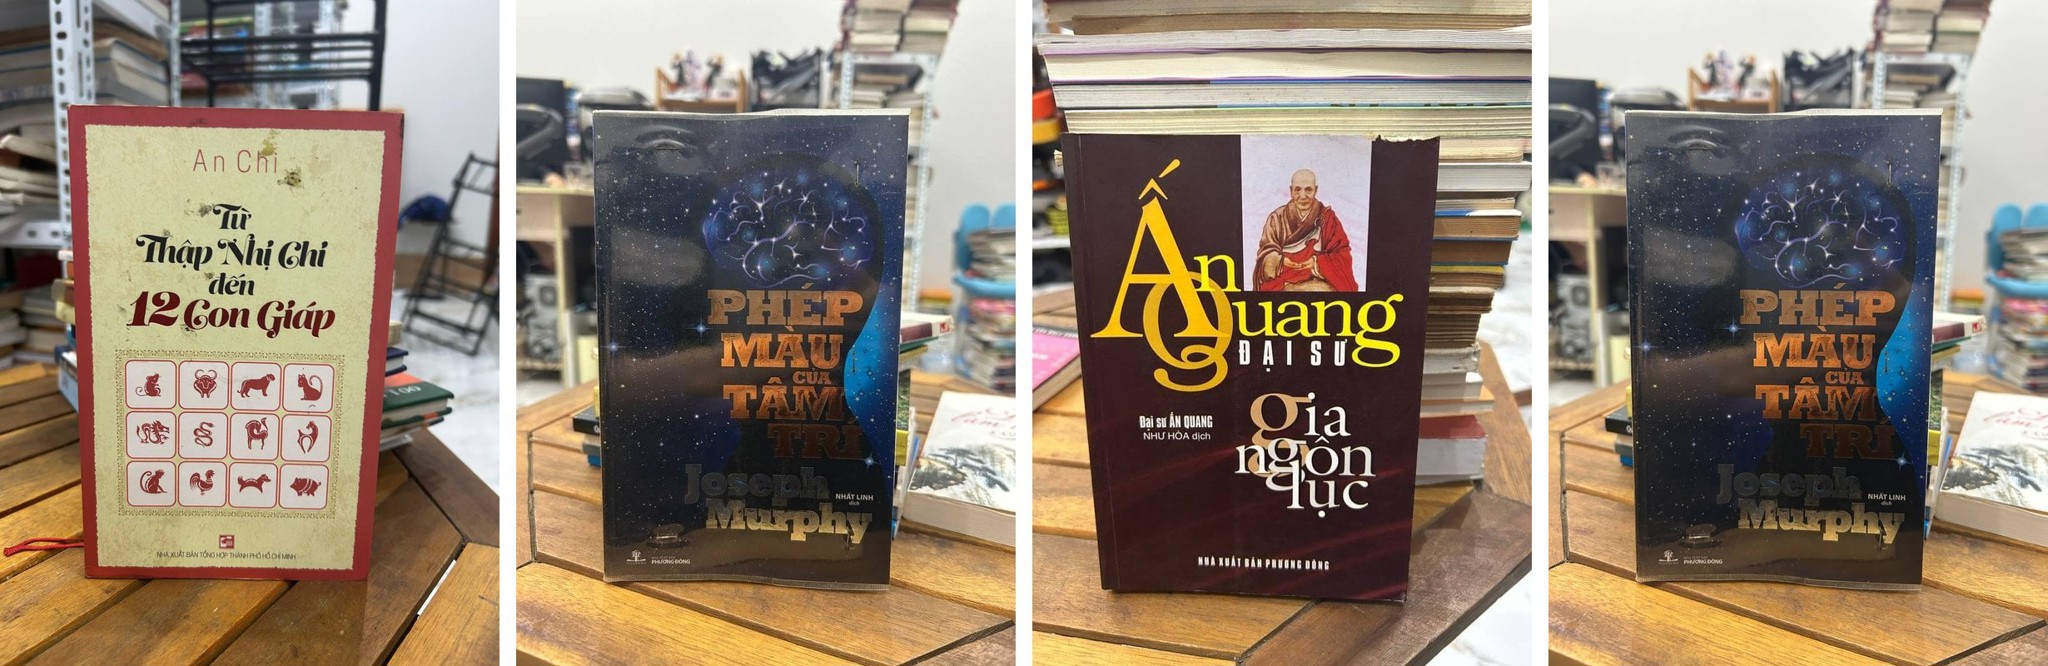 An Chi
Từ
Thập Nhị Chi
đến
12 Con Giáp
NHÀ XUẤT BẢN TỔNG HỢP THÀNH PHỐ HỒ CHÍ MINH
PHÉP
MÀU
CỦA
TÂM
TRÍ
Joseph
NHẤT LINH
dịch
Murphy
PHƯƠNG ĐÔNG
Ấn
Quang
ĐẠI SƯ
gia
ngôn
lục
Đại sư ẤN QUANG
NHƯ HÒA dịch
NHÀ XUẤT BẢN PHƯƠNG ĐÔNG
PHÉP
MÀU
CỦA
TÂM
TRÍ
Joseph
NHẤT LINH
dịch
Murphy
PHƯƠNG ĐÔNG